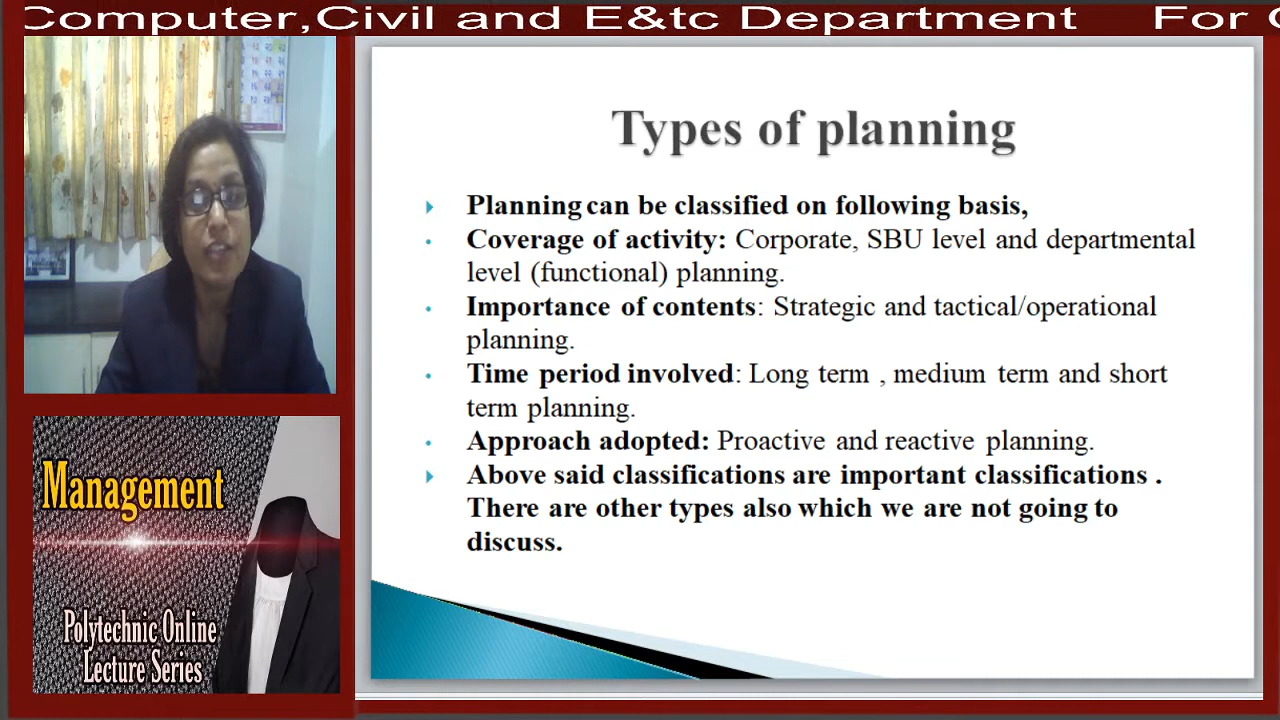 Computer,Civil and E&tc Department For
Types of planning
Planning can be classified on following basis,
Coverage of activity: Corporate, SBU level and departmental
level (functional) planning.
Importance of contents: Strategic and tactical/operational
planning.
Time period involved: Long term , medium term and short
term planning.
Approach adopted: Proactive and reactive planning.
Above said classifications are important classifications .
There are other types also which we are not going to
discuss.
Management
Polytechnic Online
Lecture Series